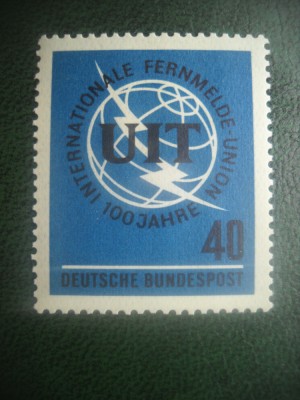 INTERNATIONALE FERNMELDE-UNION
UIT
100 JAHRE
40
DEUTSCHE BUNDESPOST